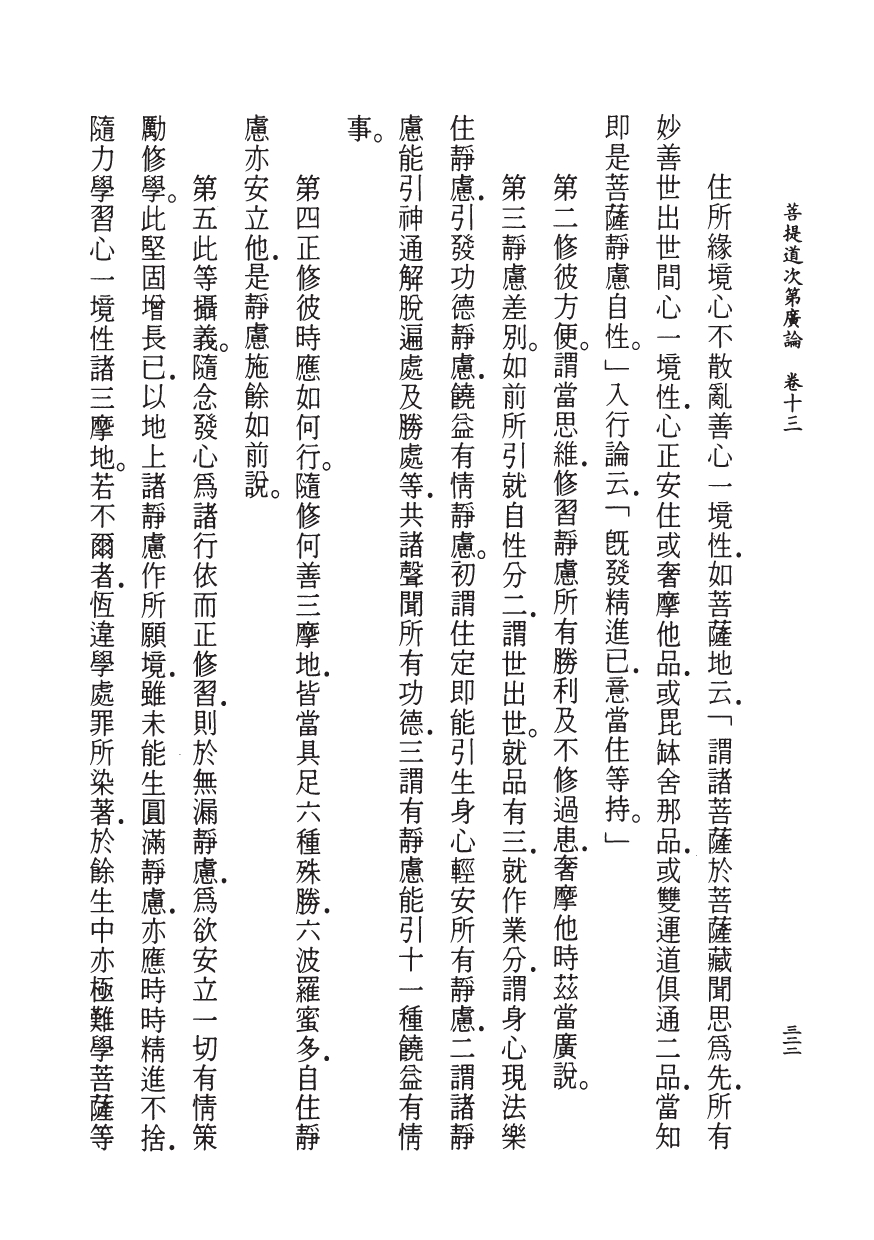 菩提道次第廣論　卷十三
三三二
住所緣境心不散亂善心一境性．如菩薩地云．「謂諸菩薩於菩薩藏聞思爲先．所有
妙善世出世間心一境性．心正安住或奢摩他品．或毘缽舍那品．或雙運道俱通二品．當知
即是菩薩靜慮自性。」入行論云．「旣發精進已．意當住等持。」
第二修彼方便。謂當思維．修習靜慮所有勝利及不修過患．奢摩他時茲當廣說。
第三靜慮差別。如前所引就自性分二．謂世出世。就品有三．就作業分．謂身心現法樂
住靜慮．引發功德靜慮．饒益有情靜慮。初謂住定即能引生身心輕安所有靜慮．二謂諸靜
慮能引神通解脫遍處及勝處等．共諸聲聞所有功德．三謂有靜慮能引十一種饒益有情
事。
第四正修彼時應如何行。隨修何善三摩地．皆當具足六種殊勝．六波羅蜜多．自住靜
慮亦安立他．是靜慮施餘如前說。
第五此等攝義。隨念發心爲諸行依而正修習．則於無漏靜慮．爲欲安立一切有情策
勵修學。此堅固增長已．以地上諸靜慮作所願境．雖未能生圓滿靜慮．亦應時時精進不捨．
隨力學習心一境性諸三摩地。若不爾者．恆違學處罪所染著．於餘生中亦極難學菩薩等